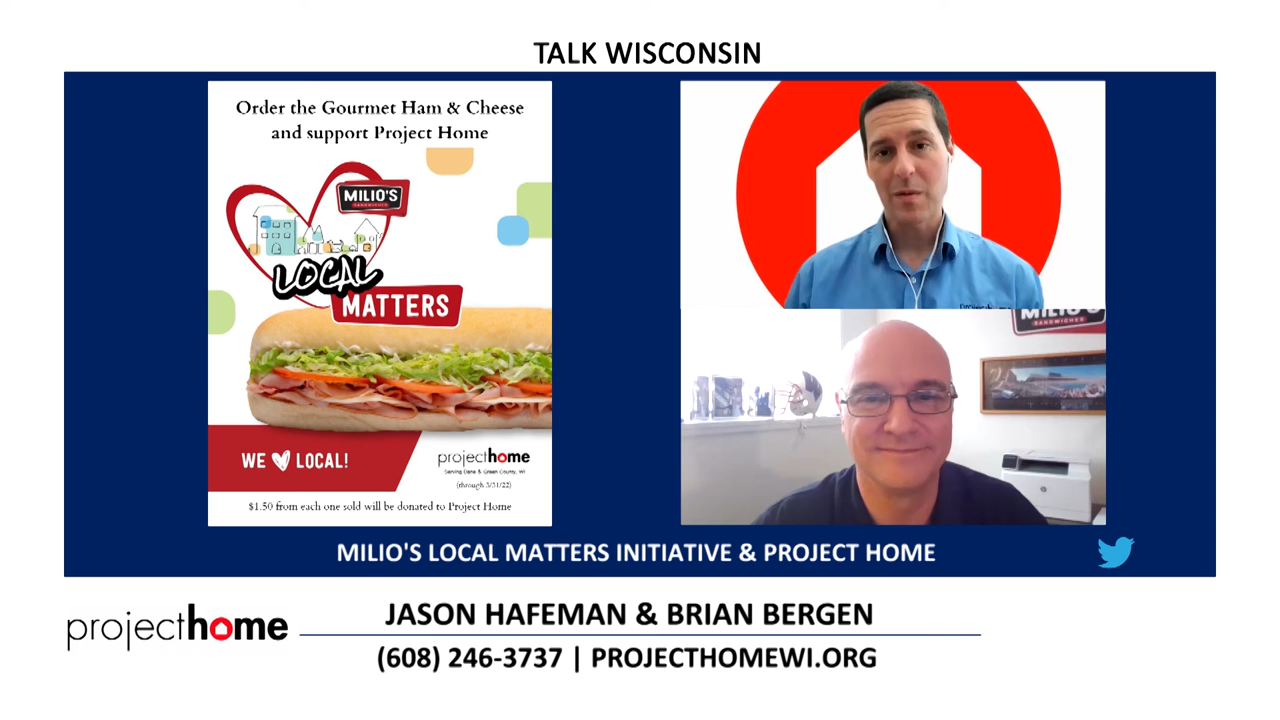 TALK WISCONSIN
Order the Gourmet Ham & Cheese
and support Project Home
MILIO'S
SANDWICHES
LOCAL
MATTERS
WE LOCAL!
projecthome
Serving Dane & Green County, WI
(through 3/31/22)
$1.50 from each one sold will be donated to Project Home
MILIO'S
SANDWICHES
MILIO'S LOCAL MATTERS INITIATIVE & PROJECT HOME
projecthome
JASON HAFEMAN & BRIAN BERGEN
(608) 246-3737 | PROJECTHOMEWI.ORG